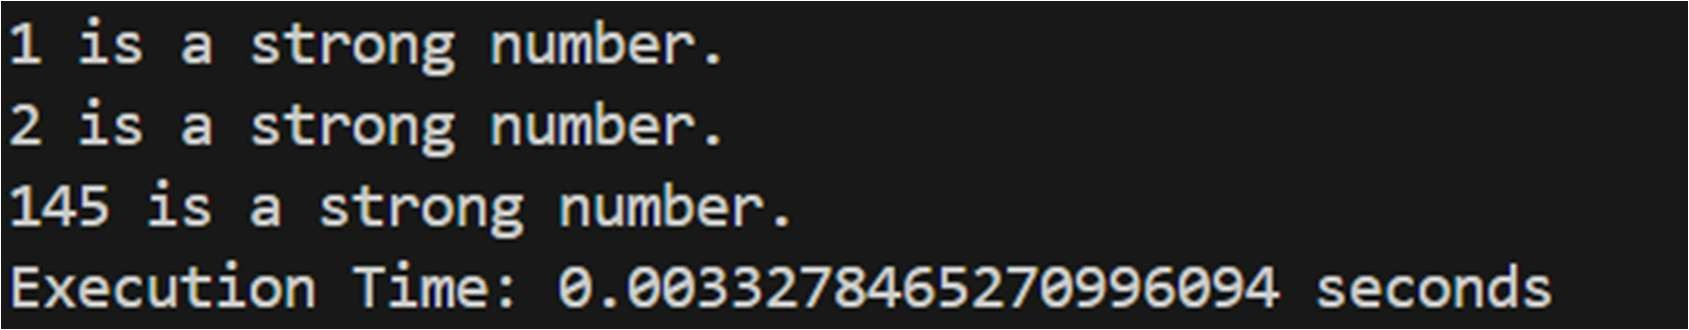 1 is a strong number.
2 is a strong number.
145 is a strong number.
Execution Time: 0.0033278465270996094 seconds